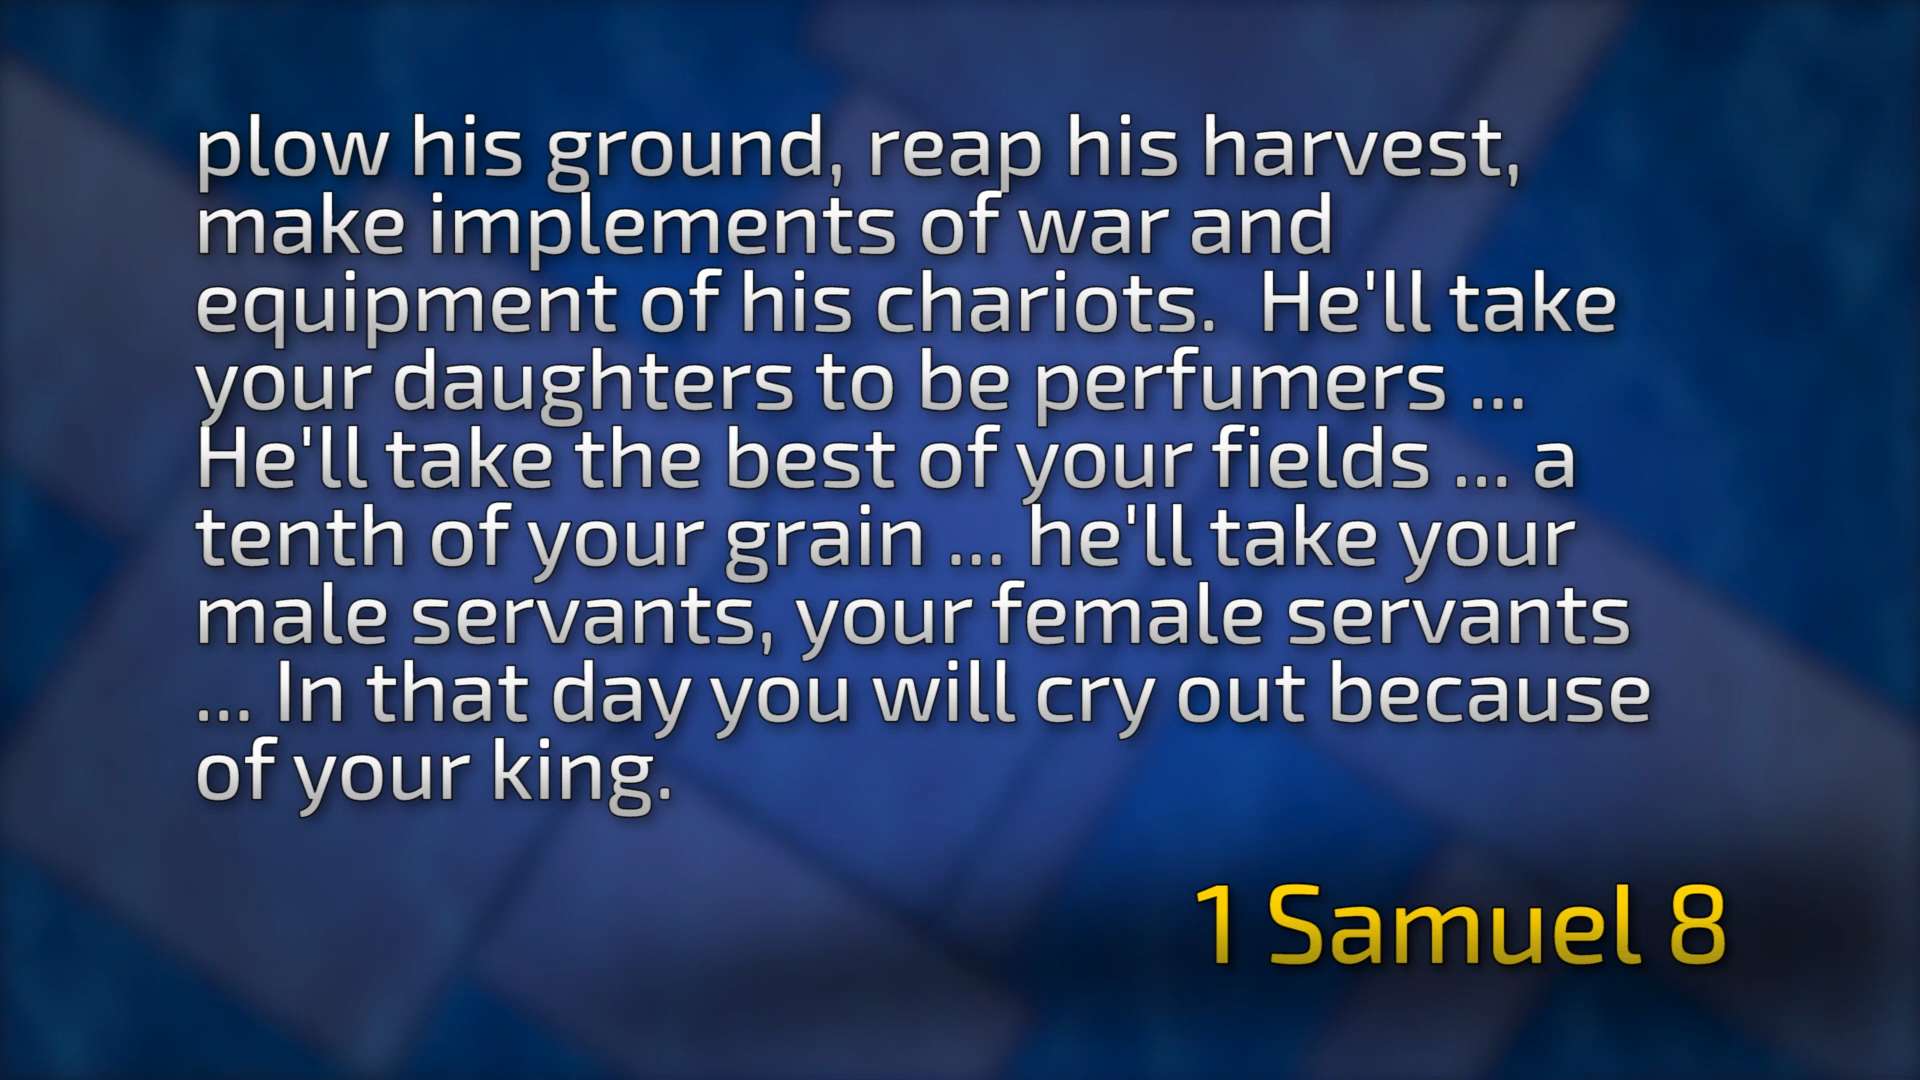 plow his ground, reap his harvest,
make implements of war and
equipment of his chariots.  He'll take
your daughters to be perfumers ...
He'll take the best of your fields ... a
tenth of your grain ... he'll take your
male servants, your female servants
... In that day you will cry out because
of your king.
1 Samuel 8